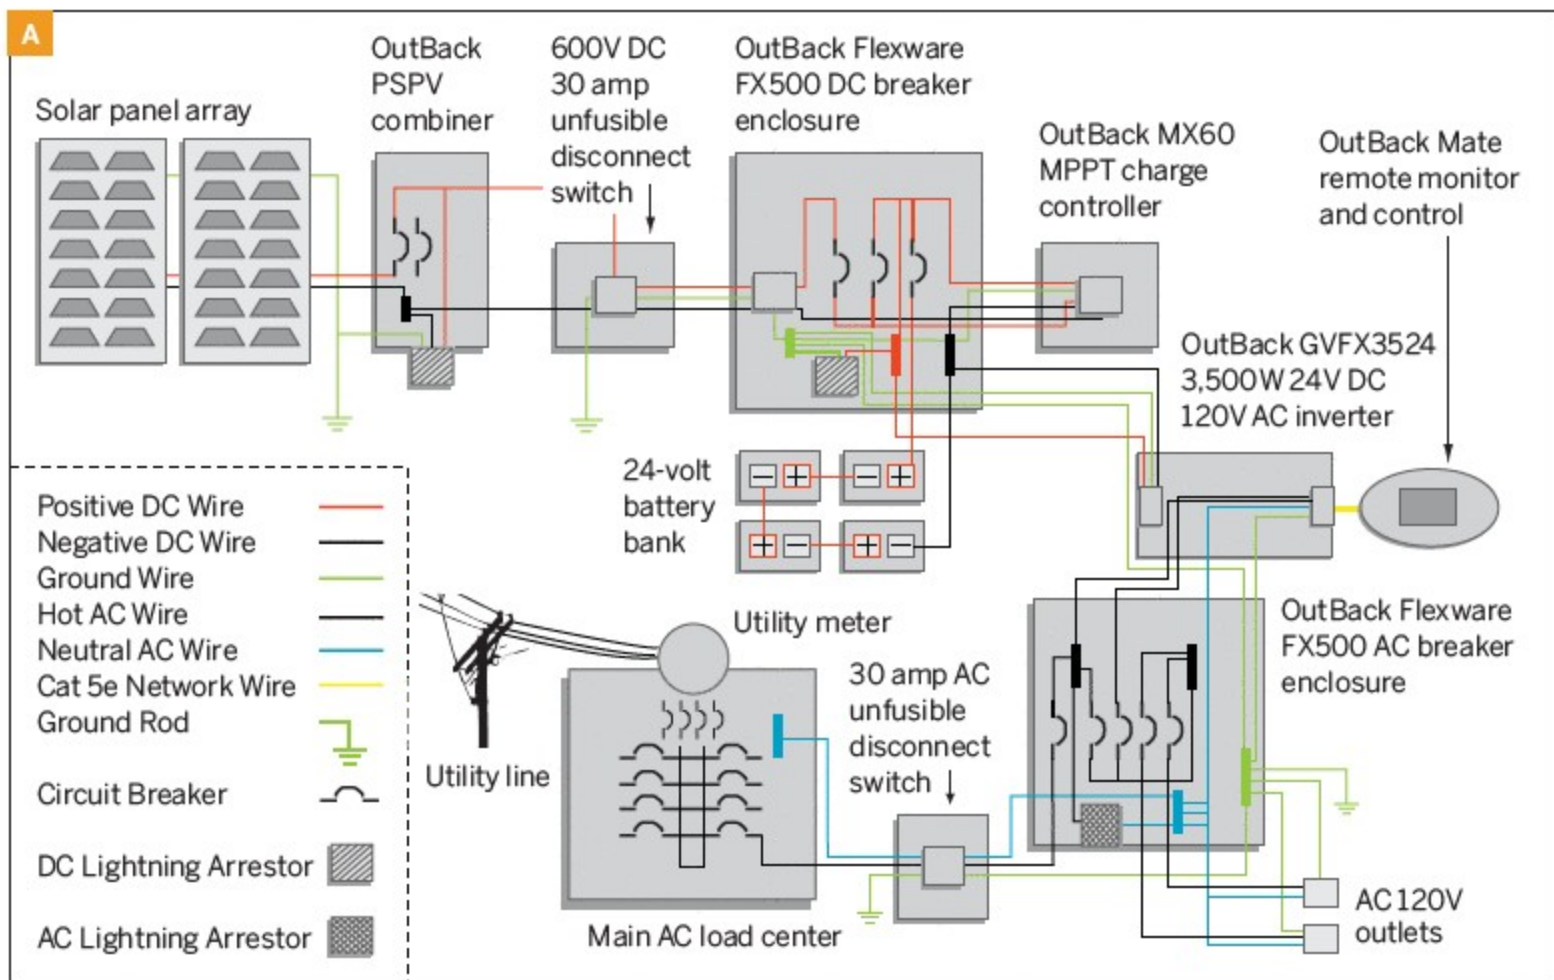 A
Solar panel array
OutBack
PSPV
combiner
600V DC
30 amp
unfusible
disconnect
switch
OutBack Flexware
FX500 DC breaker
enclosure
OutBack MX60
MPPT charge
controller
OutBack Mate
remote monitor
and control
OutBack GVFX3524
3,500W 24V DC
120V AC inverter
24-volt
battery
bank
− + − +
+ − + −
Positive DC Wire
Negative DC Wire
Ground Wire
Hot AC Wire
Neutral AC Wire
Cat 5e Network Wire
Ground Rod
Circuit Breaker
DC Lightning Arrestor
AC Lightning Arrestor
Utility line
Utility meter
Main AC load center
30 amp AC
unfusible
disconnect
switch
OutBack Flexware
FX500 AC breaker
enclosure
AC 120V
outlets